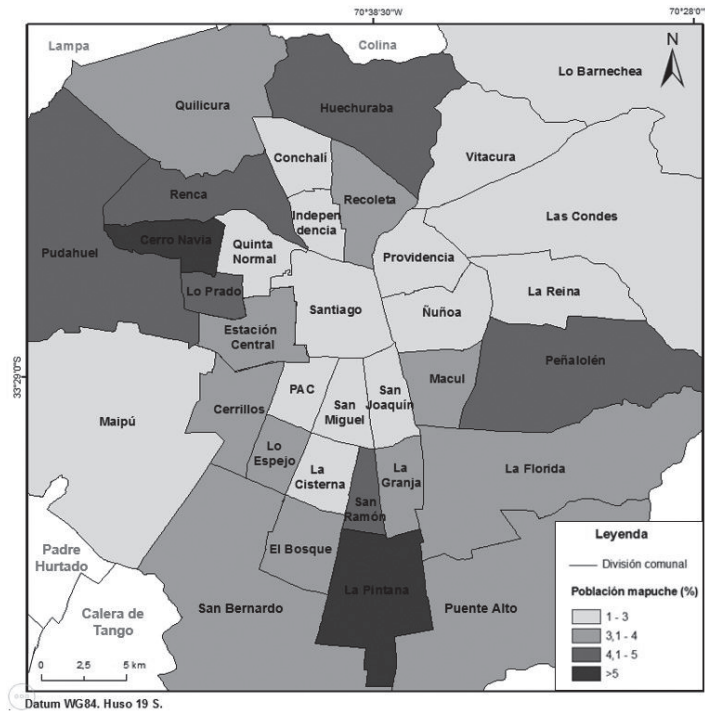 70°38'30"W
70°28'0"
Lampa
Colina
N
Lo Barnechea
Quilicura
Huechuraba
Conchalí
Vitacura
Renca
Recoleta
Indepen
dencia
Las Condes
Cerro Navia
Quinta
Normal
Pudahuel
Providencia
Lo Prado
La Reina
Santiago
Ñuñoa
Estación
Central
Peñalolén
33°29'0"S
PAC
San
Joaquín
Macul
San
Miguel
Maipú
Cerrillos
Lo
Espejo
La
Cisterna
La
Granja
La Florida
San
Ramón
El Bosque
Padre
Hurtado
La Pintana
San Bernardo
Puente Alto
Calera de
Tango
Leyenda
División comunal
Población mapuche (%)
1 - 3
3,1 - 4
4,1 - 5
>5
0 2,5 5 km
Datum WG84. Huso 19 S.